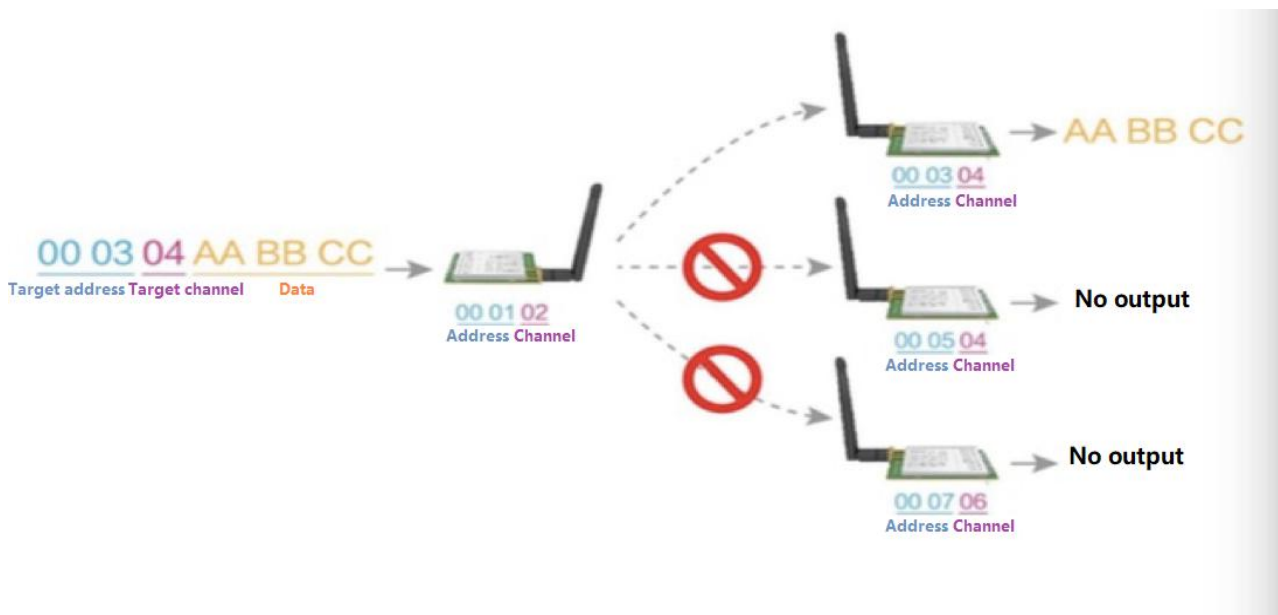 00 03 04 AA BB CC
Target address Target channel Data
00 01 02
Address Channel
AA BB CC
00 03 04
Address Channel
No output
00 05 04
Address Channel
No output
00 07 06
Address Channel